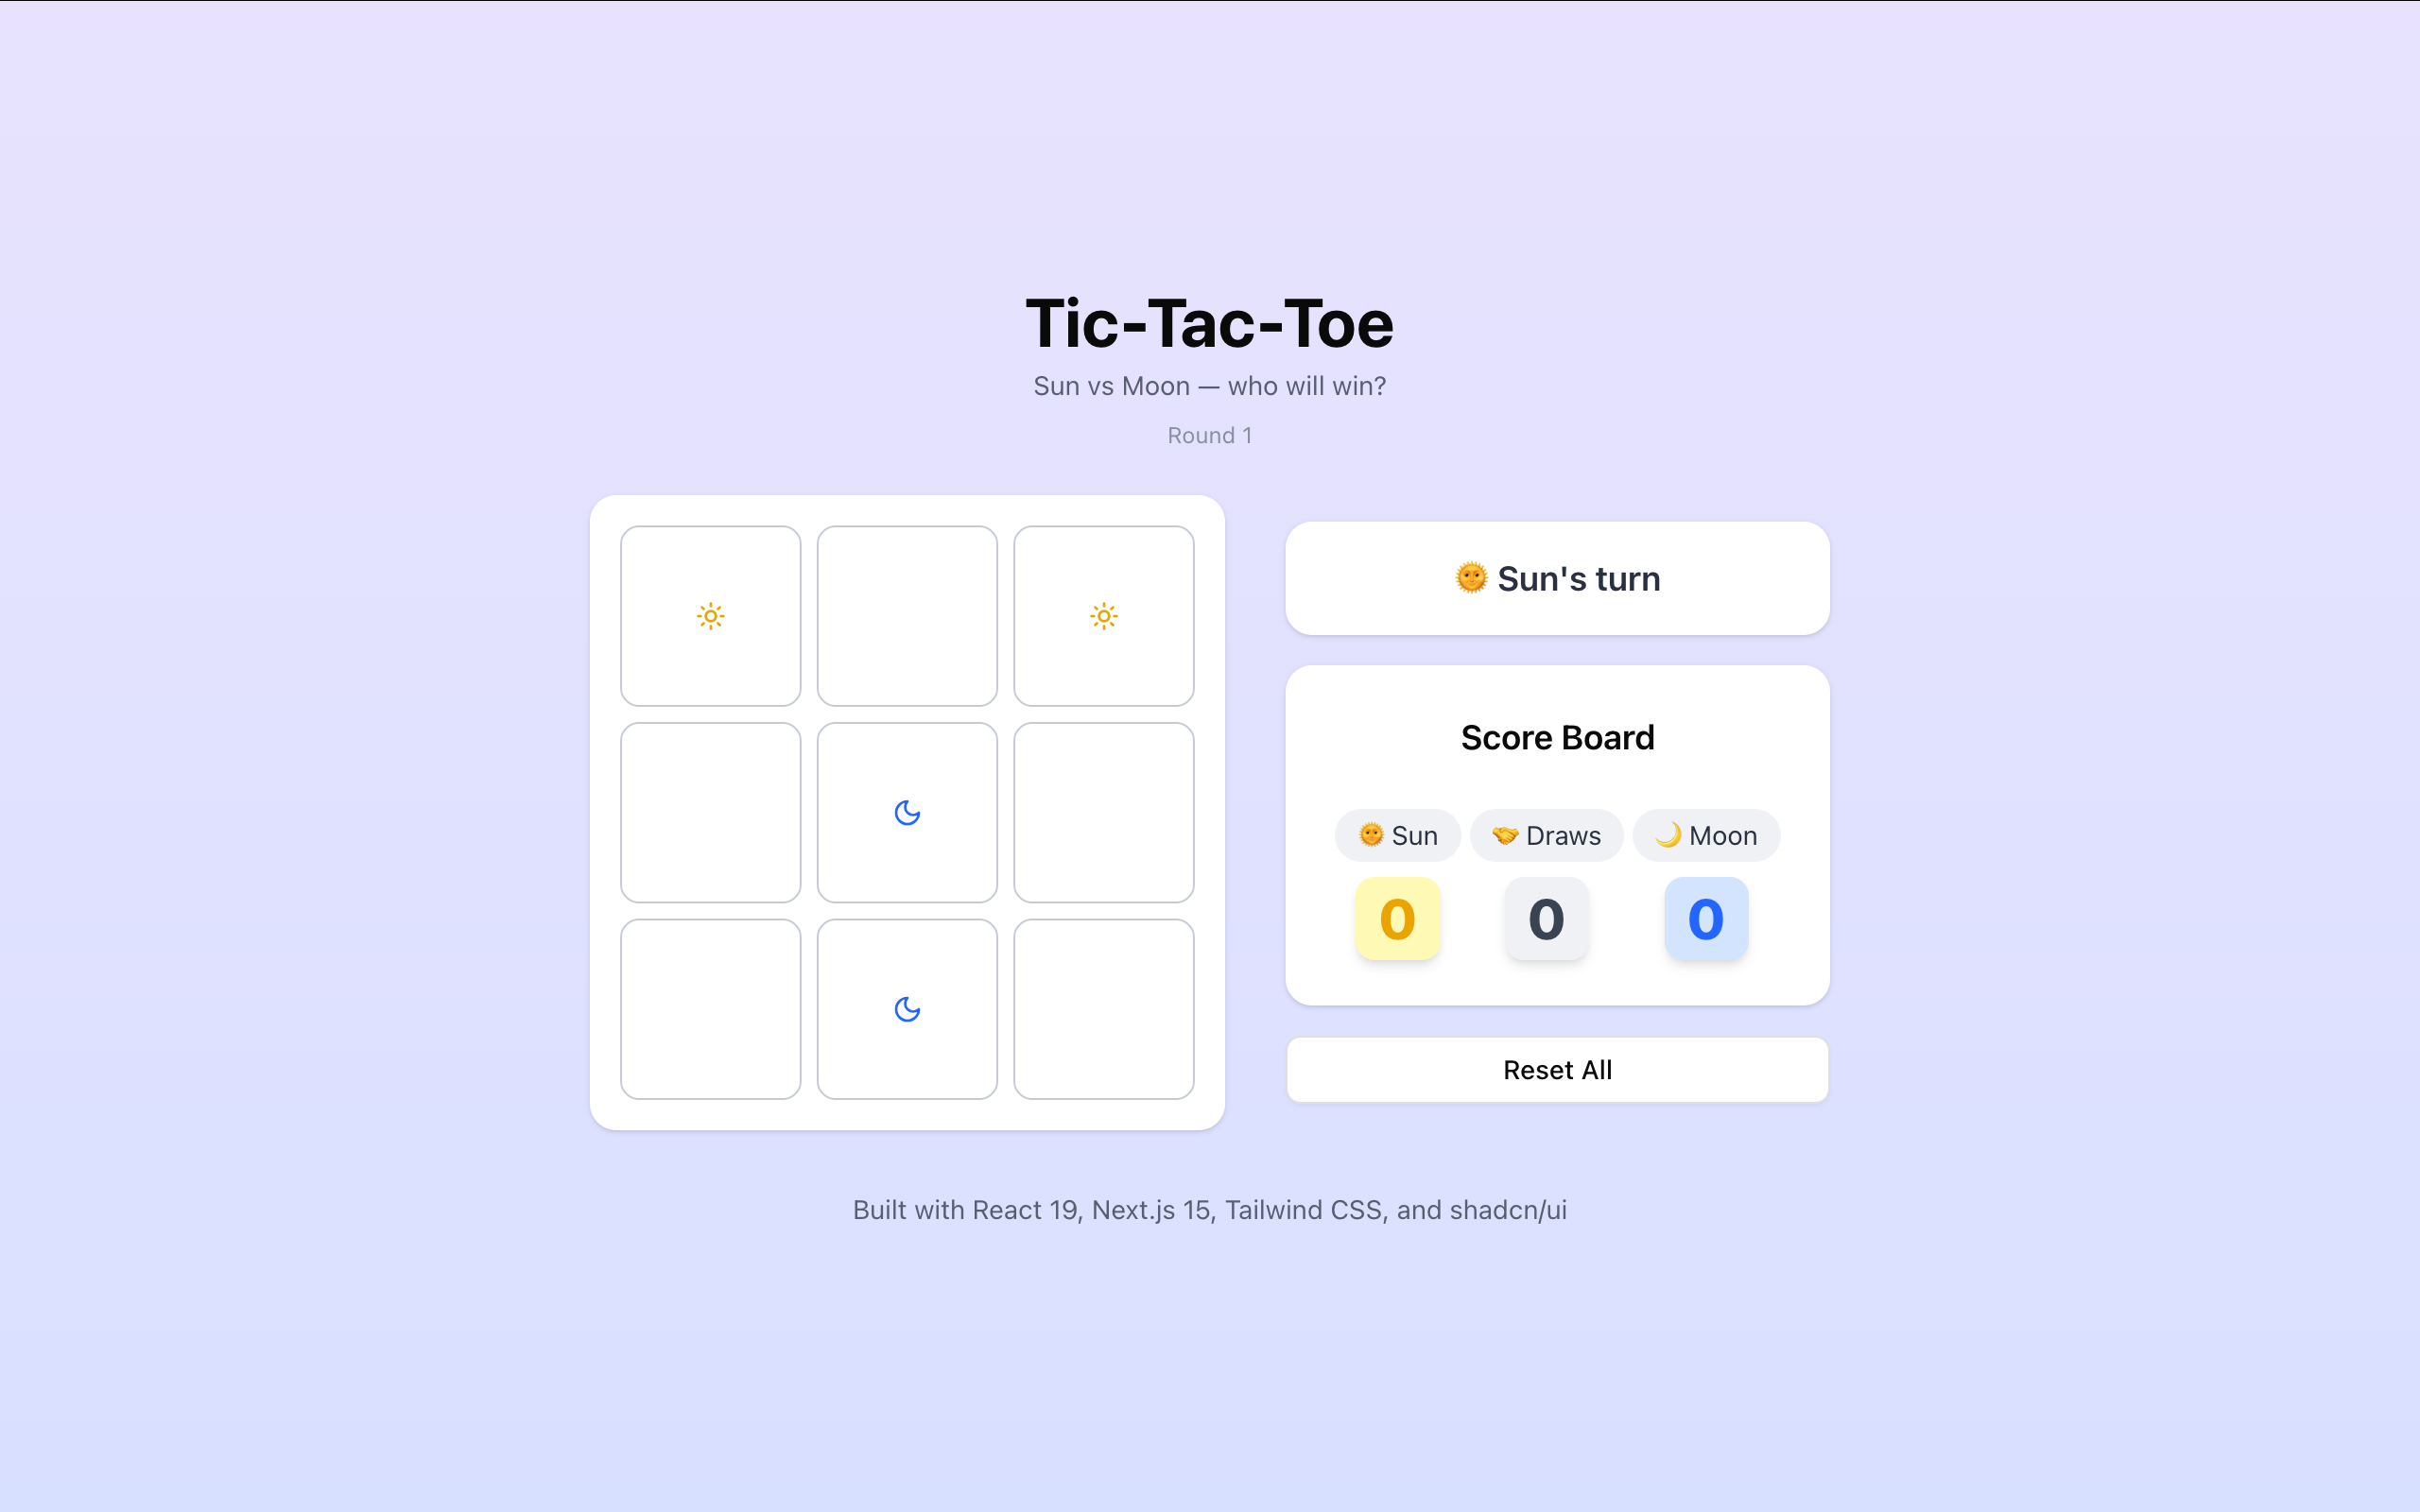 Tic-Tac-Toe
Sun vs Moon — who will win?
Round 1
🌞 Sun's turn
Score Board
🌞 Sun 🤝 Draws 🌙 Moon
0 0 0
Reset All
Built with React 19, Next.js 15, Tailwind CSS, and shadcn/ui